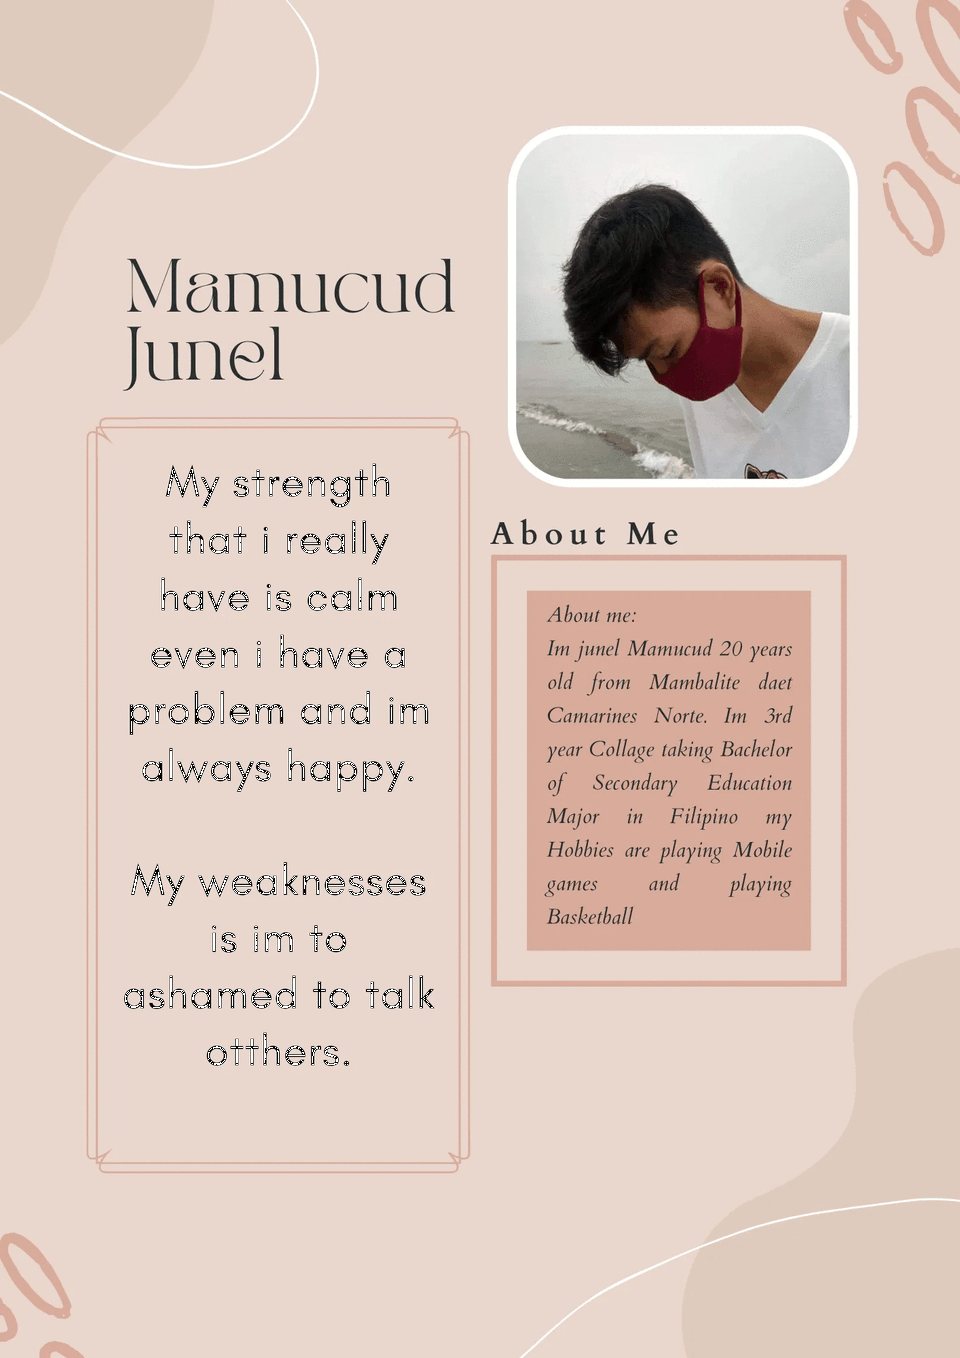 Mamucud
Junel
My strength
that i really
have is calm
even i have a
problem and im
always happy.
My weaknesses
is im to
ashamed to talk
otthers.
About Me
About me:
Im junel Mamucud 20 years
old from Mambalite daet
Camarines Norte. Im 3rd
year Collage taking Bachelor
of Secondary Education
Major in Filipino my
Hobbies are playing Mobile
games and playing
Basketball